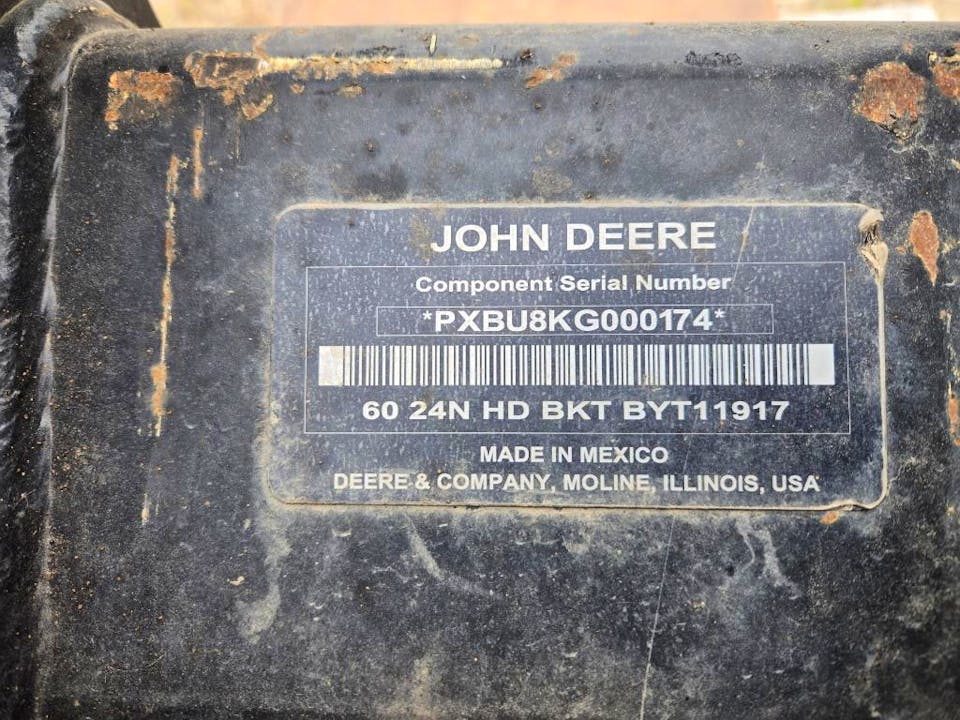 JOHN DEERE
Component Serial Number
*PXBU8KG000174*
60 24N HD BKT BYT11917
MADE IN MEXICO
DEERE & COMPANY, MOLINE, ILLINOIS, USA